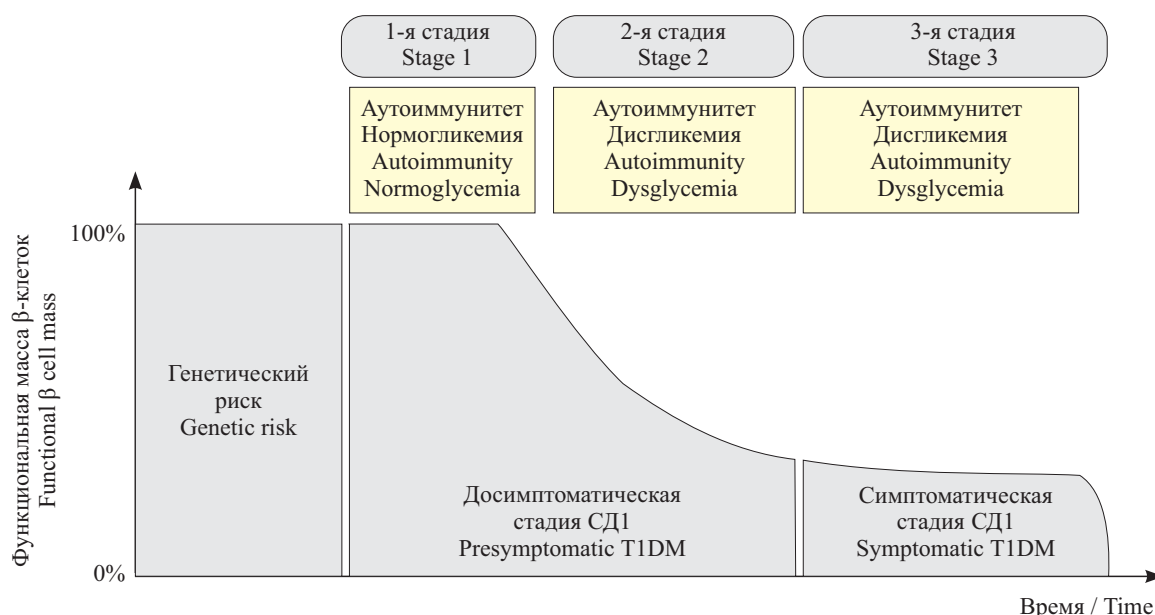 1-я стадия
Stage 1
2-я стадия
Stage 2
3-я стадия
Stage 3
Аутоиммунитет
Нормогликемия
Autoimmunity
Normoglycemia
Аутоиммунитет
Дисгликемия
Autoimmunity
Dysglycemia
Аутоиммунитет
Дисгликемия
Autoimmunity
Dysglycemia
Функциональная масса β-клеток
Functional β cell mass
100%
0%
Генетический
риск
Genetic risk
Досимптоматическая
стадия СД1
Presymptomatic T1DM
Симптоматическая
стадия СД1
Symptomatic T1DM
Время / Time